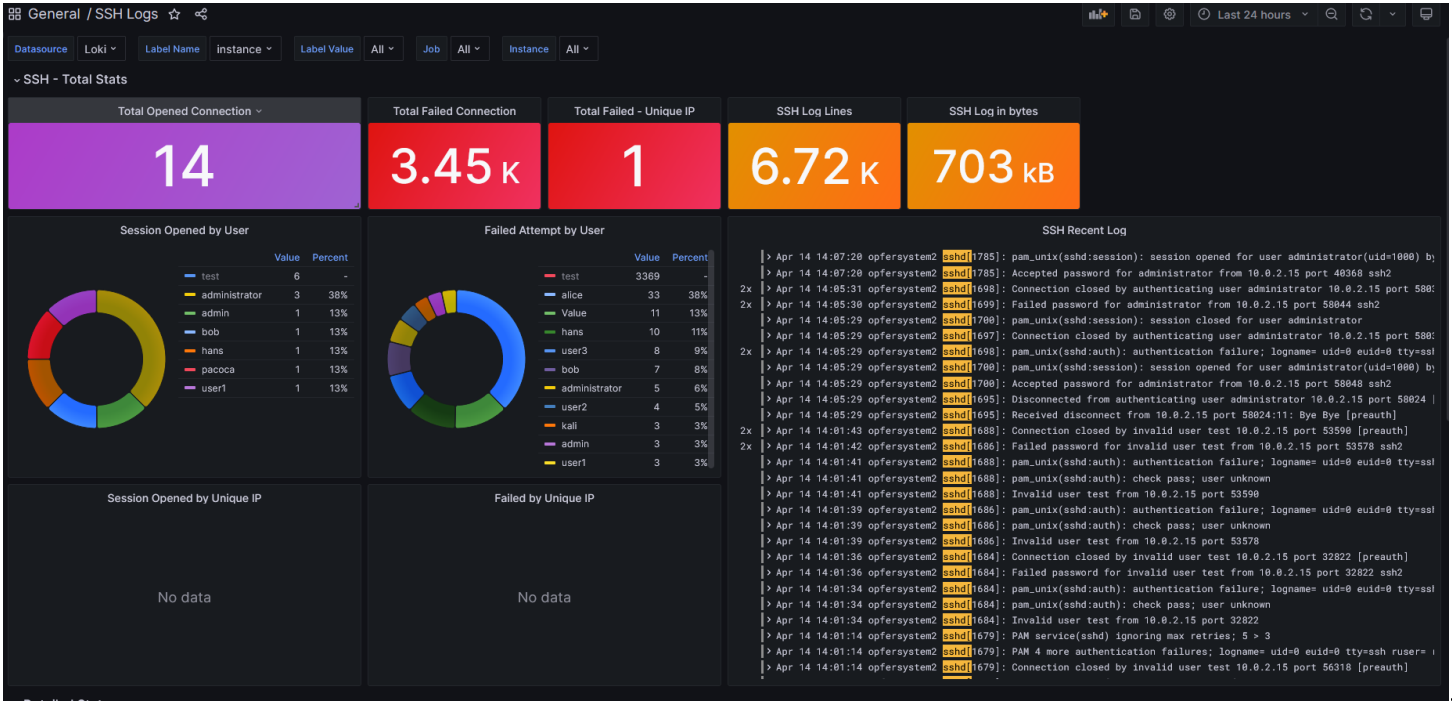 General / SSH Logs
Last 24 hours
Datasource Loki Label Name instance Label Value All Job All Instance All
SSH - Total Stats
Total Opened Connection
14
Total Failed Connection
3.45 K
Total Failed - Unique IP
1
SSH Log Lines
6.72 K
SSH Log in bytes
703 kB
Session Opened by User
Value Percent
test 6 -
administrator 3 38%
admin 1 13%
bob 1 13%
hans 1 13%
pacoca 1 13%
user1 1 13%
Failed Attempt by User
Value Percent
test 3369 -
alice 33 38%
Value 11 13%
hans 10 11%
user3 8 9%
bob 7 8%
administrator 5 6%
user2 4 5%
kali 3 3%
admin 3 3%
user1 3 3%
SSH Recent Log
> Apr 14 14:07:20 opfersystem2 sshd[1785]: pam_unix(sshd:session): session opened for user administrator(uid=1000) by
> Apr 14 14:07:20 opfersystem2 sshd[1785]: Accepted password for administrator from 10.0.2.15 port 40368 ssh2
2x > Apr 14 14:05:31 opfersystem2 sshd[1698]: Connection closed by authenticating user administrator 10.0.2.15 port 580
2x > Apr 14 14:05:30 opfersystem2 sshd[1699]: Failed password for administrator from 10.0.2.15 port 58044 ssh2
> Apr 14 14:05:29 opfersystem2 sshd[1700]: pam_unix(sshd:session): session closed for user administrator
> Apr 14 14:05:29 opfersystem2 sshd[1697]: Connection closed by authenticating user administrator 10.0.2.15 port 580
2x > Apr 14 14:05:29 opfersystem2 sshd[1698]: pam_unix(sshd:auth): authentication failure; logname= uid=0 euid=0 tty=ssh
> Apr 14 14:05:29 opfersystem2 sshd[1700]: pam_unix(sshd:session): session opened for user administrator(uid=1000) by
> Apr 14 14:05:29 opfersystem2 sshd[1700]: Accepted password for administrator from 10.0.2.15 port 58048 ssh2
> Apr 14 14:05:29 opfersystem2 sshd[1695]: Disconnected from authenticating user administrator 10.0.2.15 port 58024 [
> Apr 14 14:05:29 opfersystem2 sshd[1695]: Received disconnect from 10.0.2.15 port 58024:11: Bye Bye [preauth]
2x > Apr 14 14:01:43 opfersystem2 sshd[1688]: Connection closed by invalid user test 10.0.2.15 port 53590 [preauth]
2x > Apr 14 14:01:42 opfersystem2 sshd[1686]: Failed password for invalid user test from 10.0.2.15 port 53578 ssh2
> Apr 14 14:01:41 opfersystem2 sshd[1688]: pam_unix(sshd:auth): authentication failure; logname= uid=0 euid=0 tty=ssh
> Apr 14 14:01:41 opfersystem2 sshd[1688]: pam_unix(sshd:auth): check pass; user unknown
> Apr 14 14:01:41 opfersystem2 sshd[1688]: Invalid user test from 10.0.2.15 port 53590
> Apr 14 14:01:39 opfersystem2 sshd[1686]: pam_unix(sshd:auth): authentication failure; logname= uid=0 euid=0 tty=ssh
> Apr 14 14:01:39 opfersystem2 sshd[1686]: pam_unix(sshd:auth): check pass; user unknown
> Apr 14 14:01:39 opfersystem2 sshd[1686]: Invalid user test from 10.0.2.15 port 53578
> Apr 14 14:01:36 opfersystem2 sshd[1684]: Connection closed by invalid user test 10.0.2.15 port 32822 [preauth]
> Apr 14 14:01:36 opfersystem2 sshd[1684]: Failed password for invalid user test from 10.0.2.15 port 32822 ssh2
> Apr 14 14:01:34 opfersystem2 sshd[1684]: pam_unix(sshd:auth): authentication failure; logname= uid=0 euid=0 tty=ssh
> Apr 14 14:01:34 opfersystem2 sshd[1684]: pam_unix(sshd:auth): check pass; user unknown
> Apr 14 14:01:34 opfersystem2 sshd[1684]: Invalid user test from 10.0.2.15 port 32822
> Apr 14 14:01:14 opfersystem2 sshd[1679]: PAM service(sshd) ignoring max retries; 5 > 3
> Apr 14 14:01:14 opfersystem2 sshd[1679]: PAM 4 more authentication failures; logname= uid=0 euid=0 tty=ssh ruser=
> Apr 14 14:01:14 opfersystem2 sshd[1679]: Connection closed by invalid user test 10.0.2.15 port 56318 [preauth]
Session Opened by Unique IP
No data
Failed by Unique IP
No data